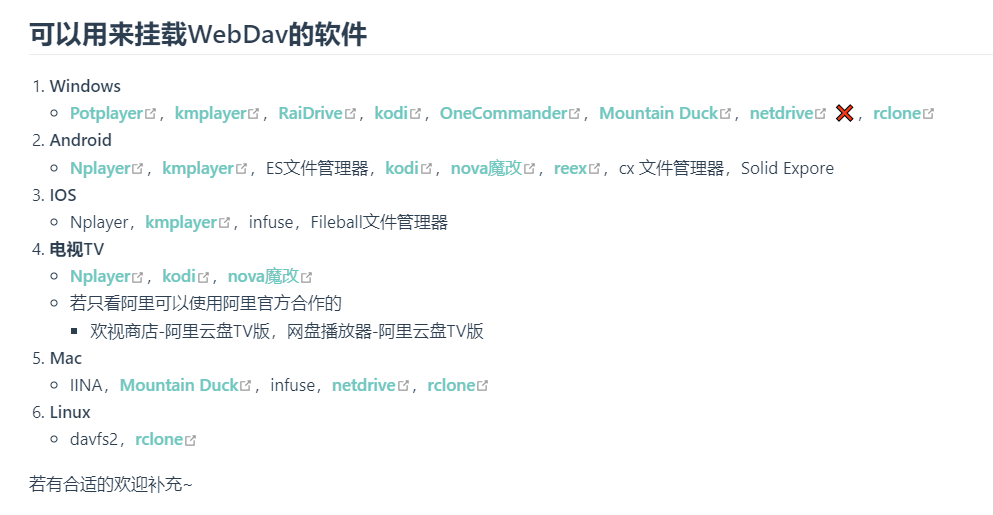 可以用来挂载WebDav的软件
1. Windows
Potplayer，kmplayer，RaiDrive，kodi，OneCommander，Mountain Duck，netdrive ❌，rclone
2. Android
Nplayer，kmplayer，ES文件管理器，kodi，nova魔改，reex，cx 文件管理器，Solid Expore
3. IOS
Nplayer，kmplayer，infuse，Fileball文件管理器
4. 电视TV
Nplayer，kodi，nova魔改
若只看阿里可以使用阿里官方合作的
欢视商店-阿里云盘TV版，网盘播放器-阿里云盘TV版
5. Mac
IINA，Mountain Duck，infuse，netdrive，rclone
6. Linux
davfs2，rclone
若有合适的欢迎补充~